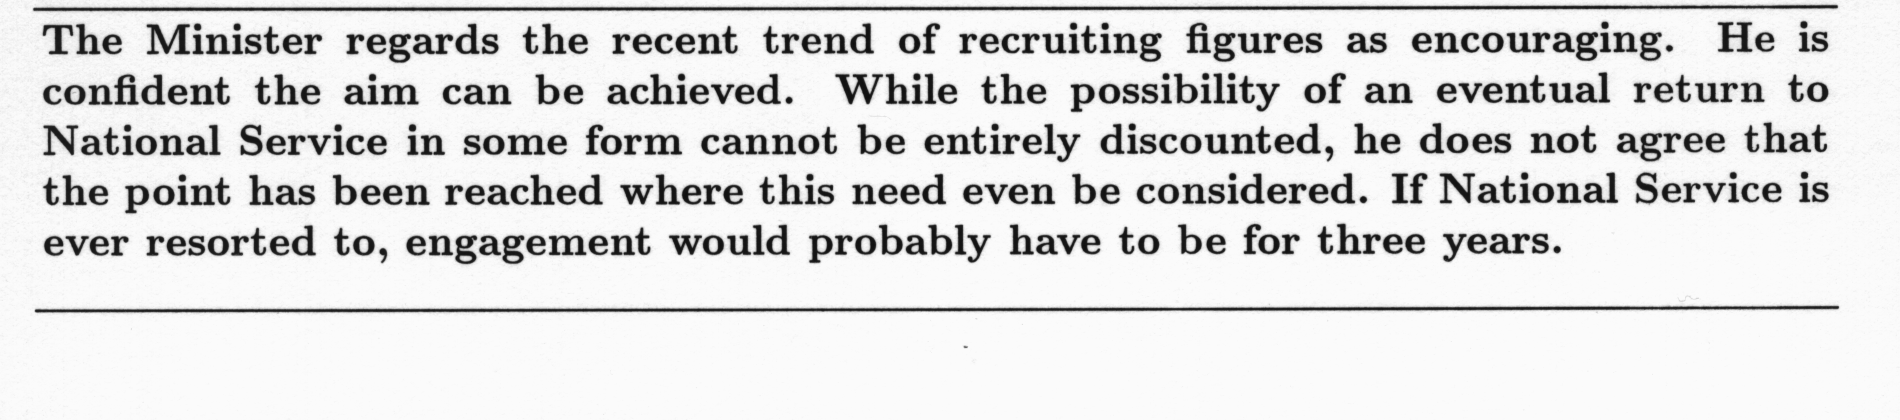 The Minister regards the recent trend of recruiting figures as encouraging. He is
confident the aim can be achieved. While the possibility of an eventual return to
National Service in some form cannot be entirely discounted, he does not agree that
the point has been reached where this need even be considered. If National Service is
ever resorted to, engagement would probably have to be for three years.